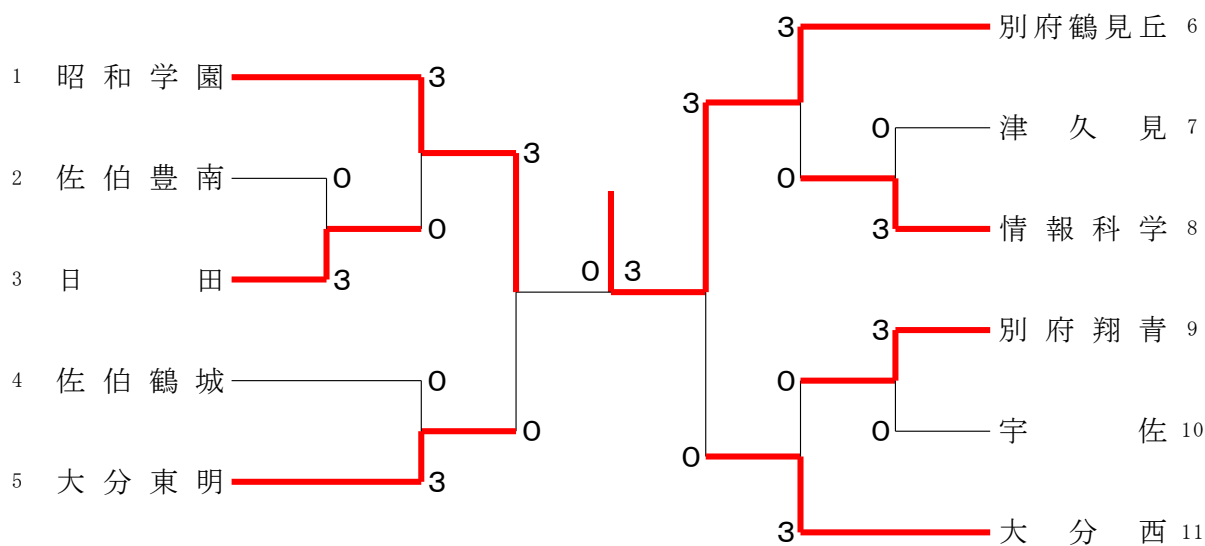 1 昭和学園
3
2 佐伯豊南
0
3
0
3 日田
3
4 佐伯鶴城
0
0
5 大分東明
3
0 3
3
別府鶴見丘 6
3
0
津久見 7
0
3
情報科学 8
3
別府翔青 9
0
0
宇佐 10
0
3
大分西 11